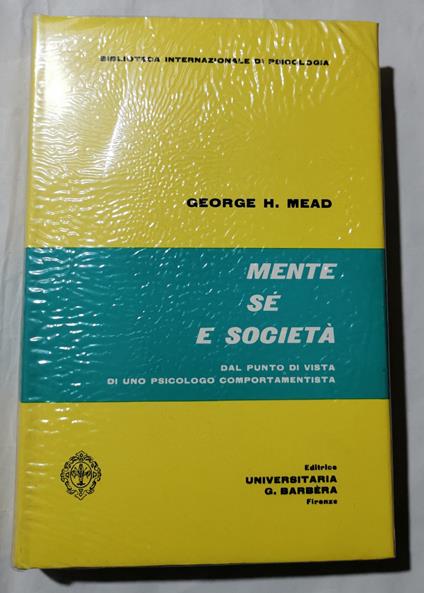 BIBLIOTECA INTERNAZIONALE DI PSICOLOGIA
GEORGE H. MEAD
MENTE
SÉ
E SOCIETÀ
DAL PUNTO DI VISTA
DI UNO PSICOLOGO COMPORTAMENTISTA
Editrice
UNIVERSITARIA
G. BARBÈRA
Firenze